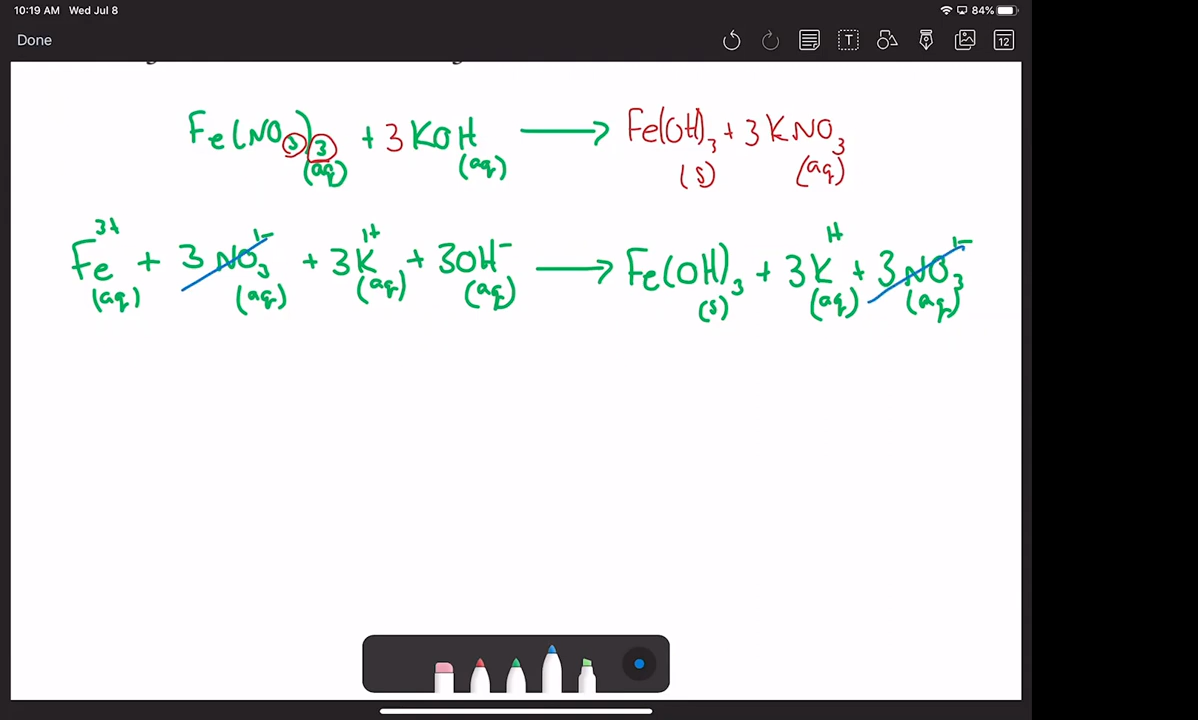 10:19 AM Wed Jul 8 84%
Done T 12
Fe(NO3)3 (aq) + 3KOH (aq) → Fe(OH)3 (s) + 3KNO3 (aq)
Fe3+ (aq) + 3NO3 1- (aq) + 3K1+ (aq) + 3OH- (aq) → Fe(OH)3 (s) + 3K1+ (aq) + 3NO3 1- (aq)